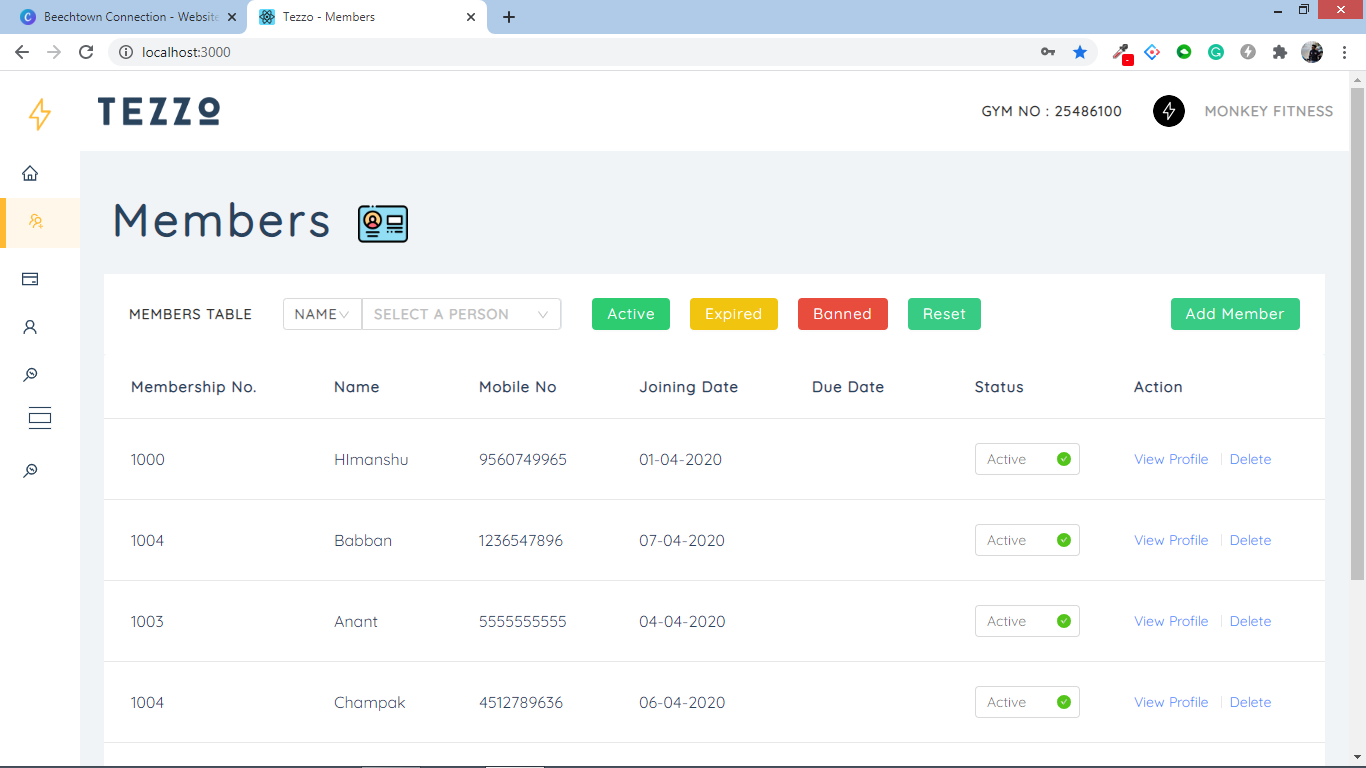 Beechtown Connection - Website
Tezzo - Members
localhost:3000
TEZZO
GYM NO : 25486100
MONKEY FITNESS
Members
MEMBERS TABLE
NAME
SELECT A PERSON
Active
Expired
Banned
Reset
Add Member
Membership No. Name Mobile No Joining Date Due Date Status Action
1000 HImanshu 9560749965 01-04-2020 Active View Profile Delete
1004 Babban 1236547896 07-04-2020 Active View Profile Delete
1003 Anant 5555555555 04-04-2020 Active View Profile Delete
1004 Champak 4512789636 06-04-2020 Active View Profile Delete